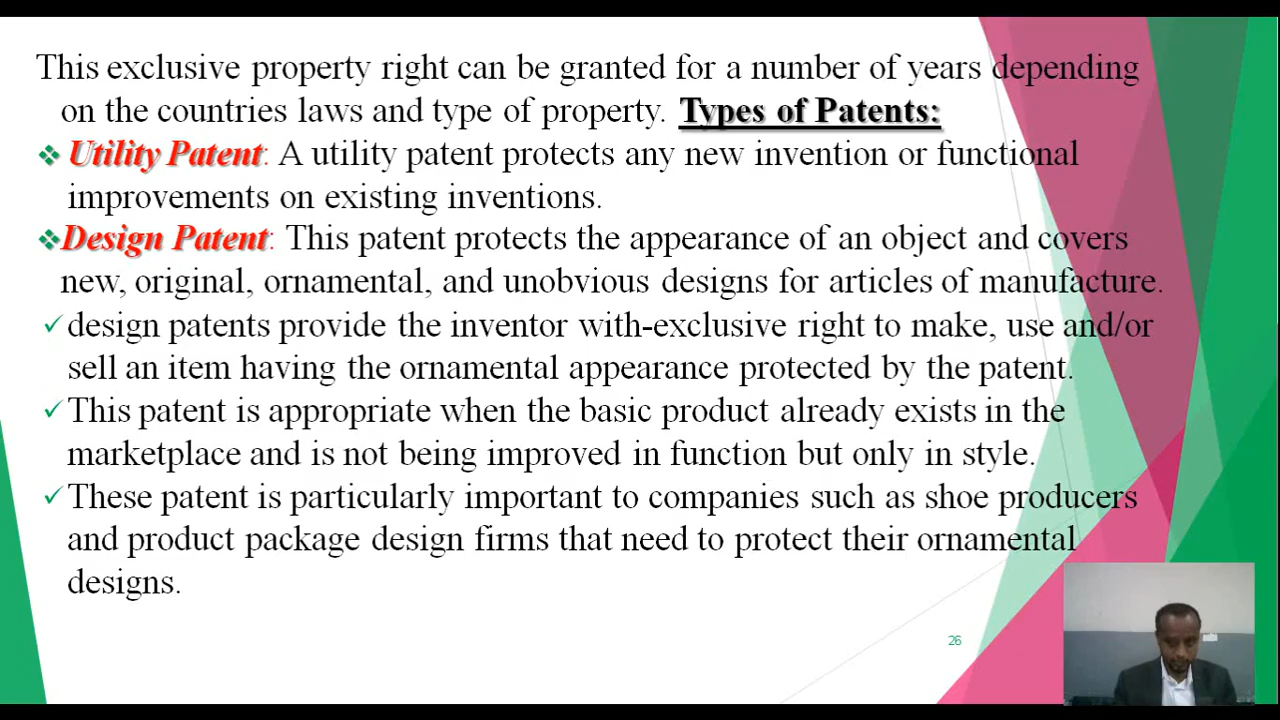 This exclusive property right can be granted for a number of years depending
on the countries laws and type of property. Types of Patents:
❖ Utility Patent: A utility patent protects any new invention or functional
improvements on existing inventions.
❖Design Patent: This patent protects the appearance of an object and covers
new, original, ornamental, and unobvious designs for articles of manufacture.
✓design patents provide the inventor with-exclusive right to make, use and/or
sell an item having the ornamental appearance protected by the patent.
✓This patent is appropriate when the basic product already exists in the
marketplace and is not being improved in function but only in style.
✓These patent is particularly important to companies such as shoe producers
and product package design firms that need to protect their ornamental
designs.
26